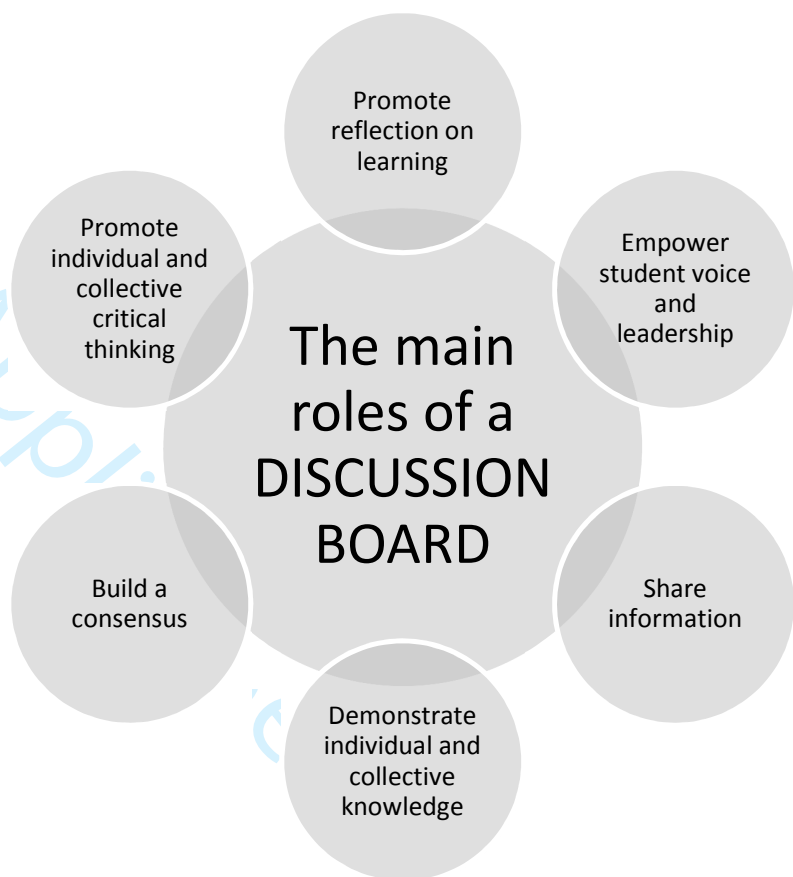 Promote
reflection on
learning
Empower
student voice
and
leadership
Share
information
Demonstrate
individual and
collective
knowledge
Build a
consensus
Promote
individual and
collective
critical
thinking
The main
roles of a
DISCUSSION
BOARD